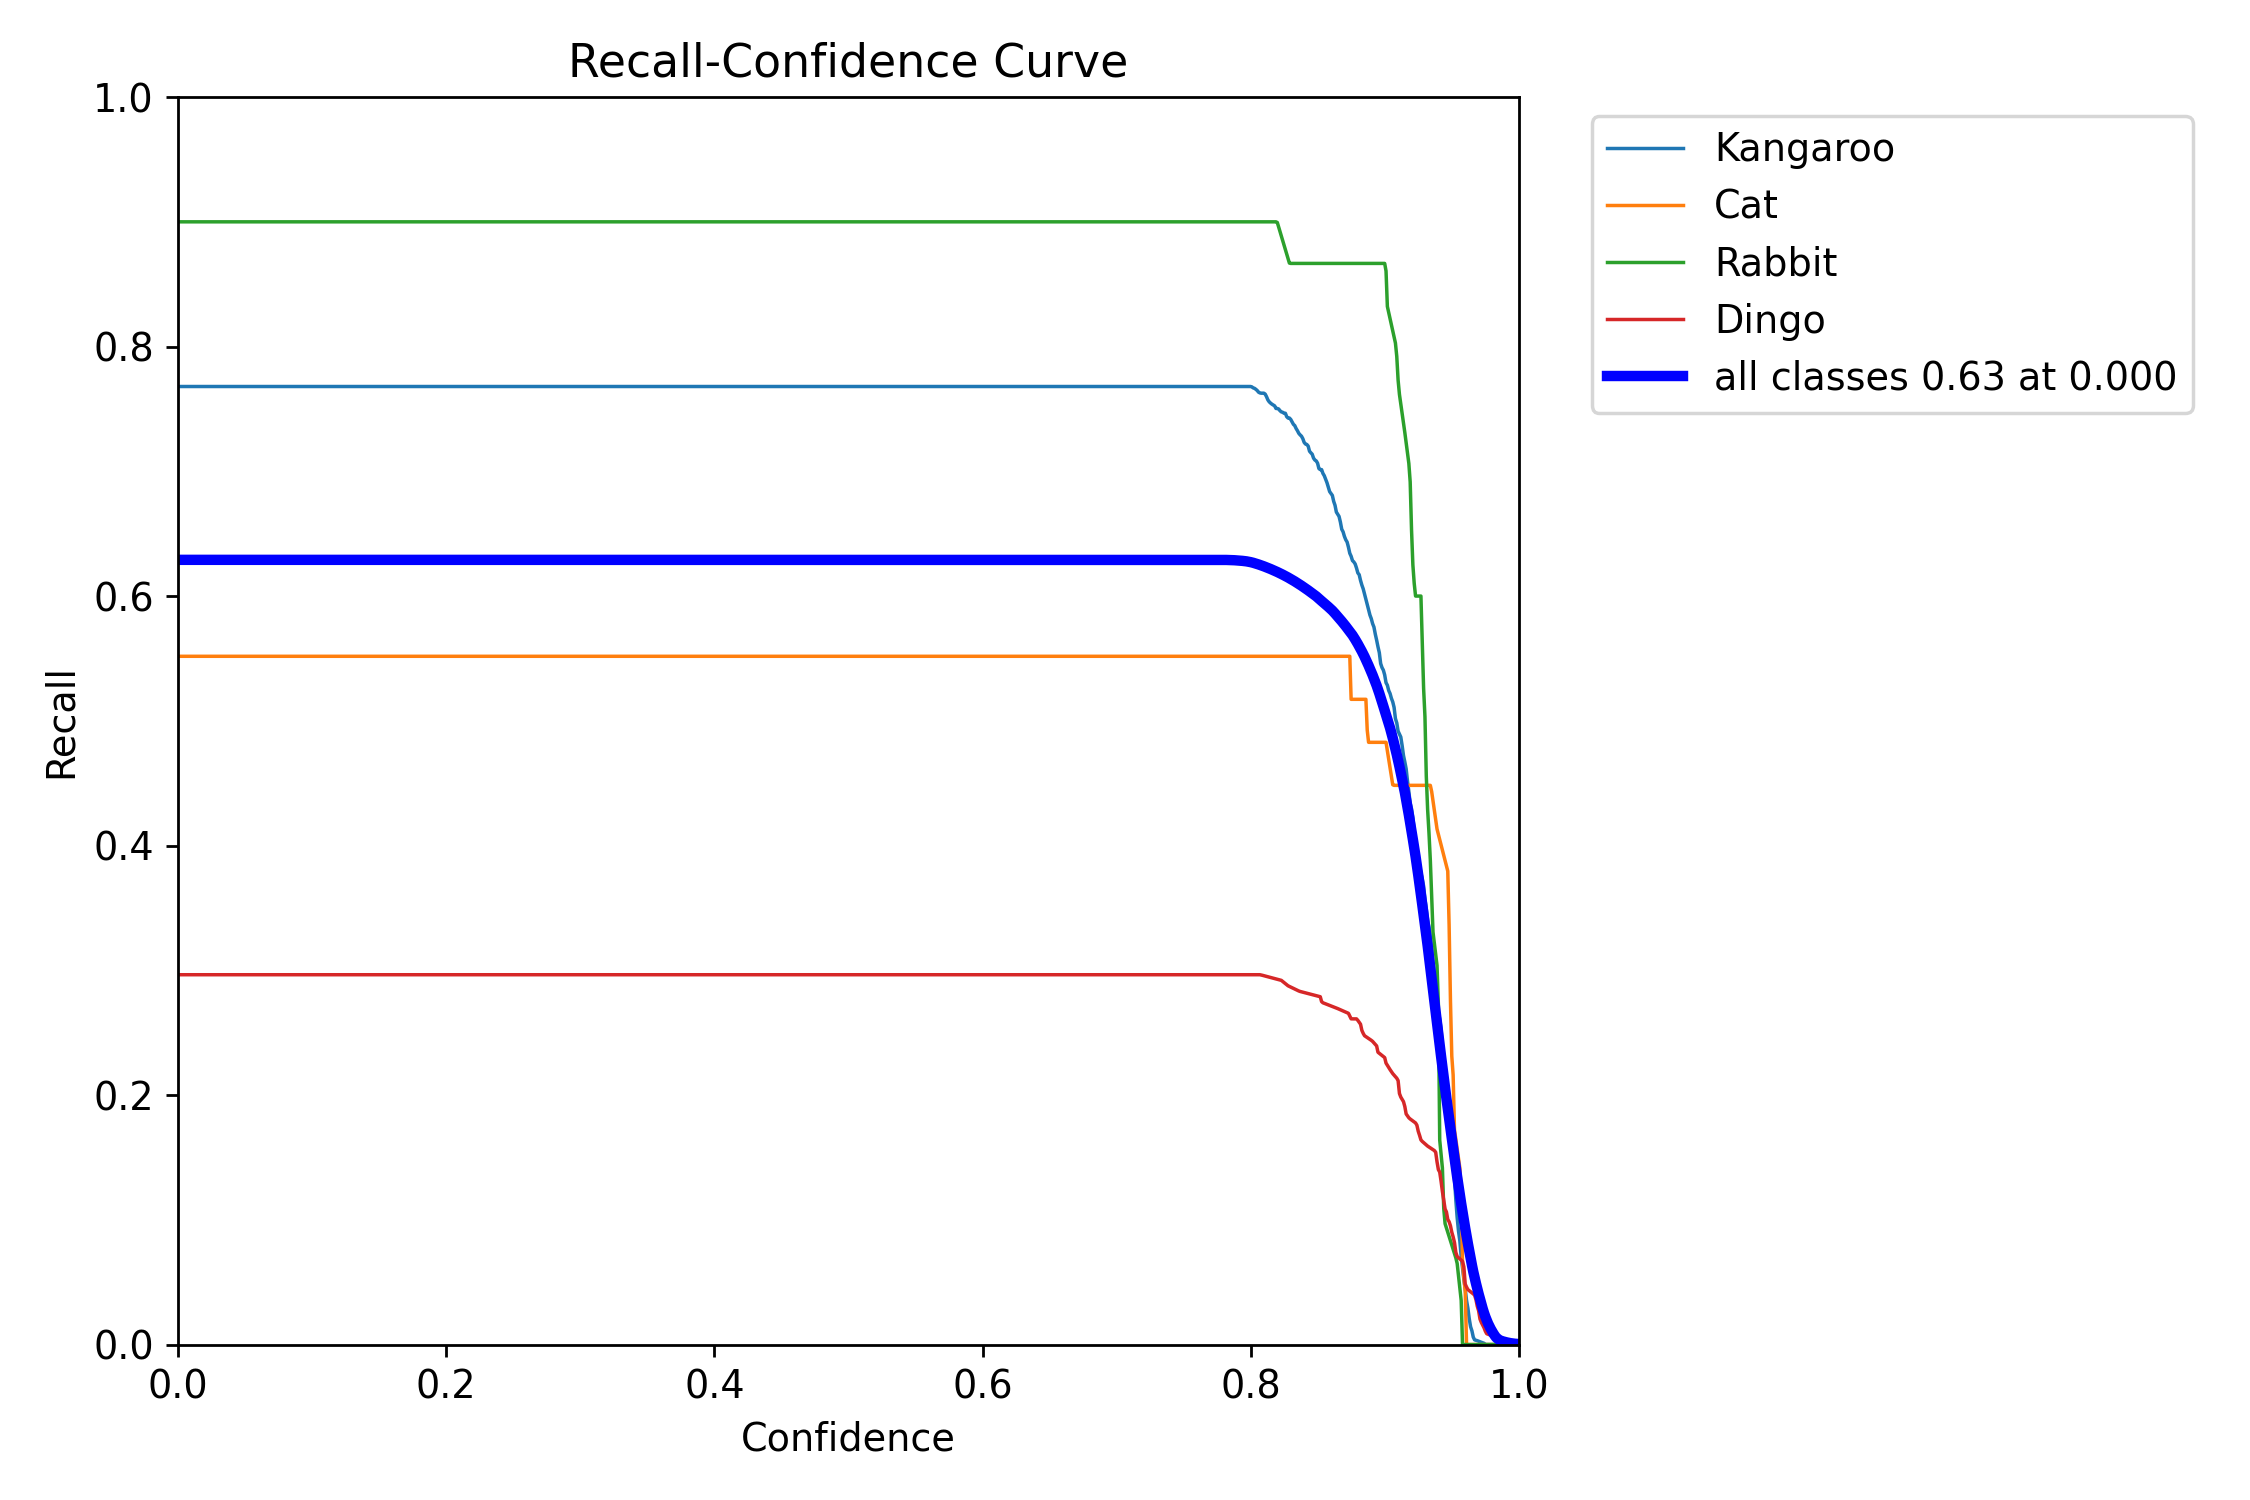 Recall-Confidence Curve
1.0
0.8
0.6
0.4
0.2
0.0
Recall
0.0 0.2 0.4 0.6 0.8 1.0
Confidence
Kangaroo
Cat
Rabbit
Dingo
all classes 0.63 at 0.000